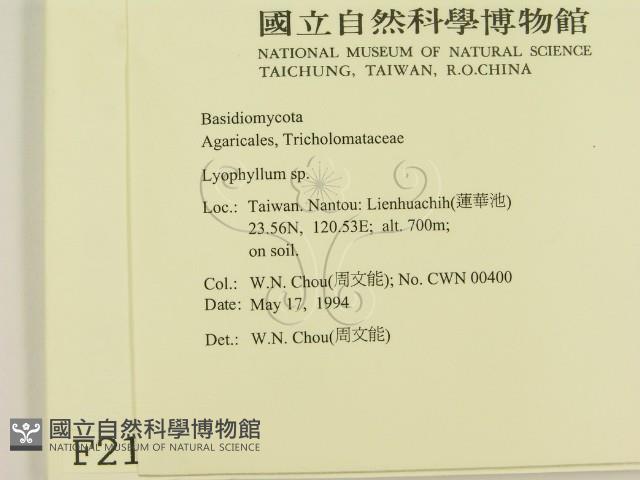 國立自然科學博物館
NATIONAL MUSEUM OF NATURAL SCIENCE
TAICHUNG, TAIWAN, R.O.CHINA
Basidiomycota
Agaricales, Tricholomataceae
Lyophyllum sp.
Loc.: Taiwan. Nantou: Lienhuachih(蓮華池)
23.56N, 120.53E; alt. 700m;
on soil.
Col.: W.N. Chou(周文能); No. CWN 00400
Date: May 17, 1994
Det.: W.N. Chou(周文能)
國立自然科學博物館
NATIONAL MUSEUM OF NATURAL SCIENCE
F21